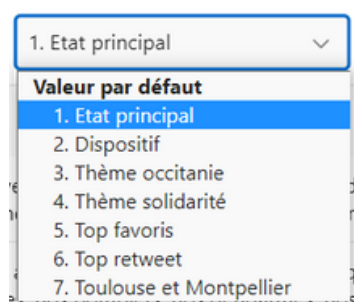 1. Etat principal
Valeur par défaut
1. Etat principal
2. Dispositif
3. Thème occitanie
4. Thème solidarité
5. Top favoris
6. Top retweet
7. Toulouse et Montpellier